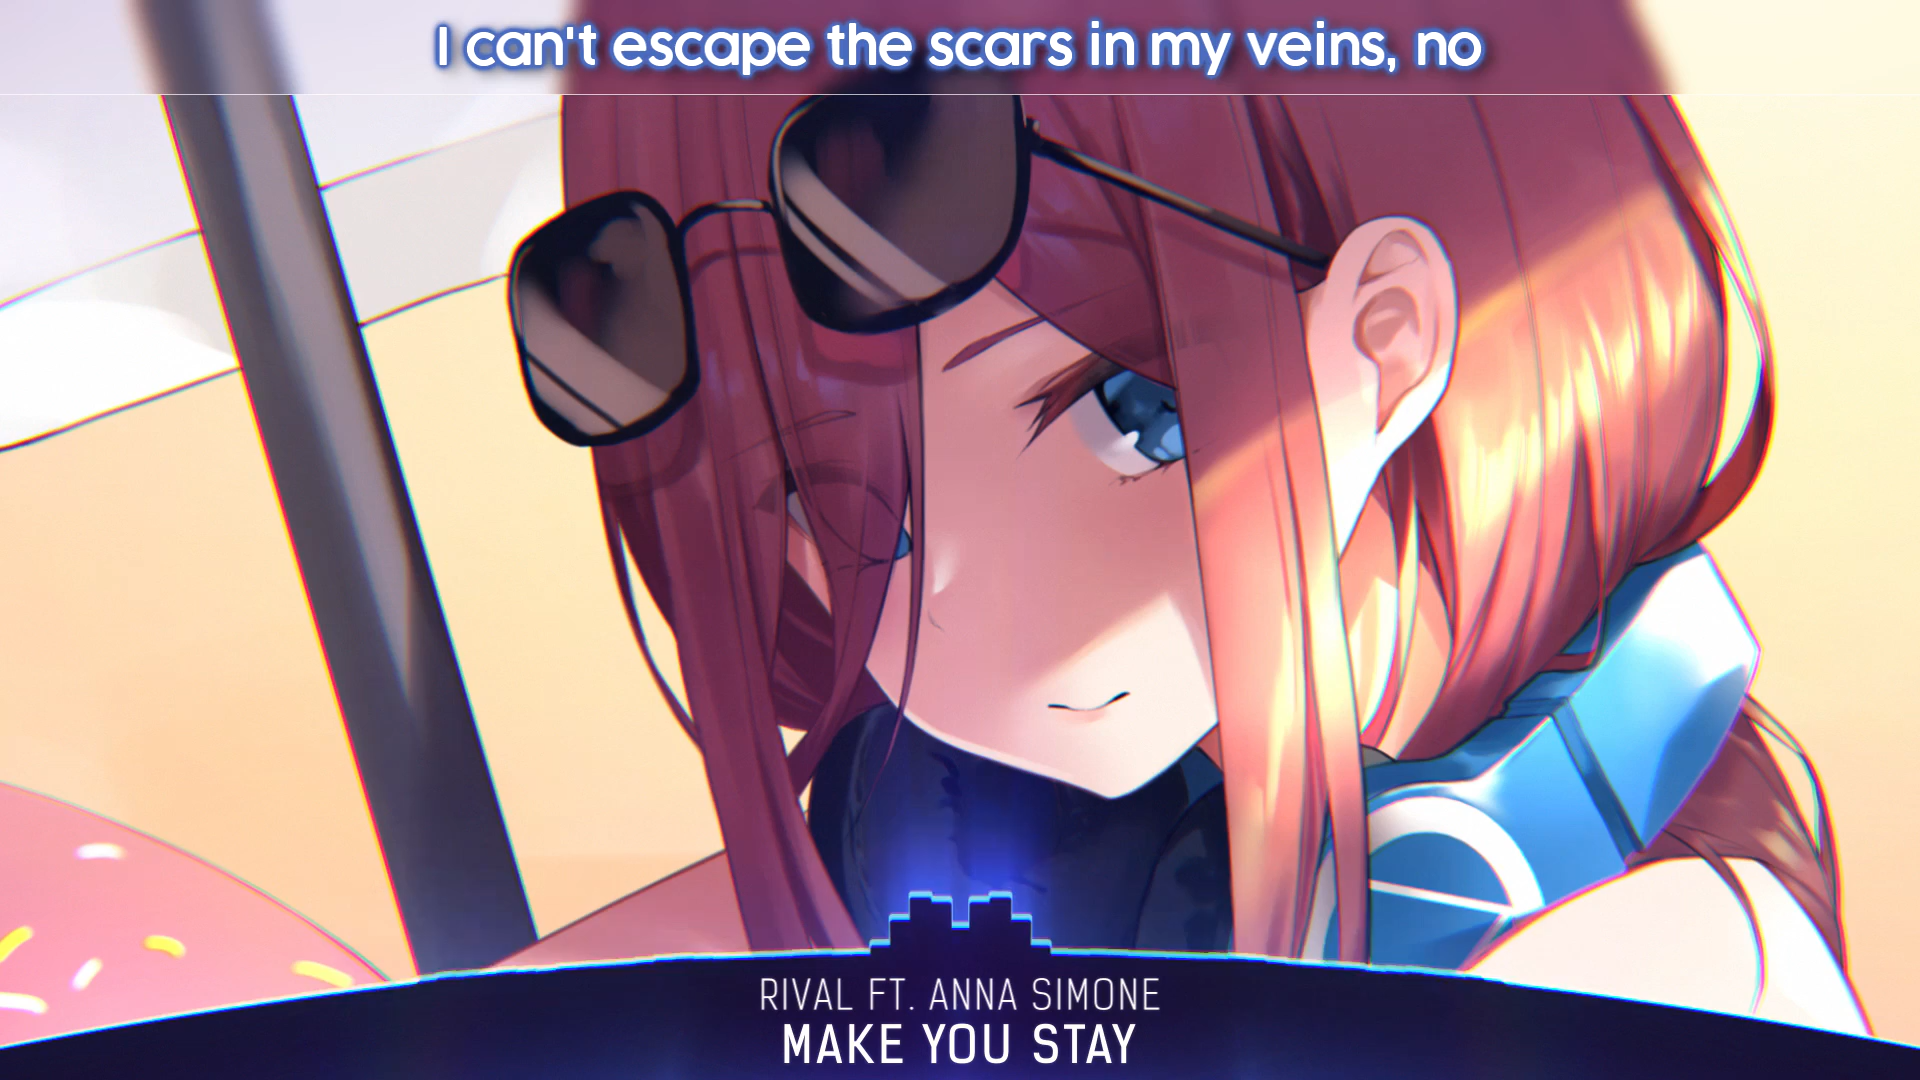 I can't escape the scars in my veins, no
RIVAL FT. ANNA SIMONE
MAKE YOU STAY